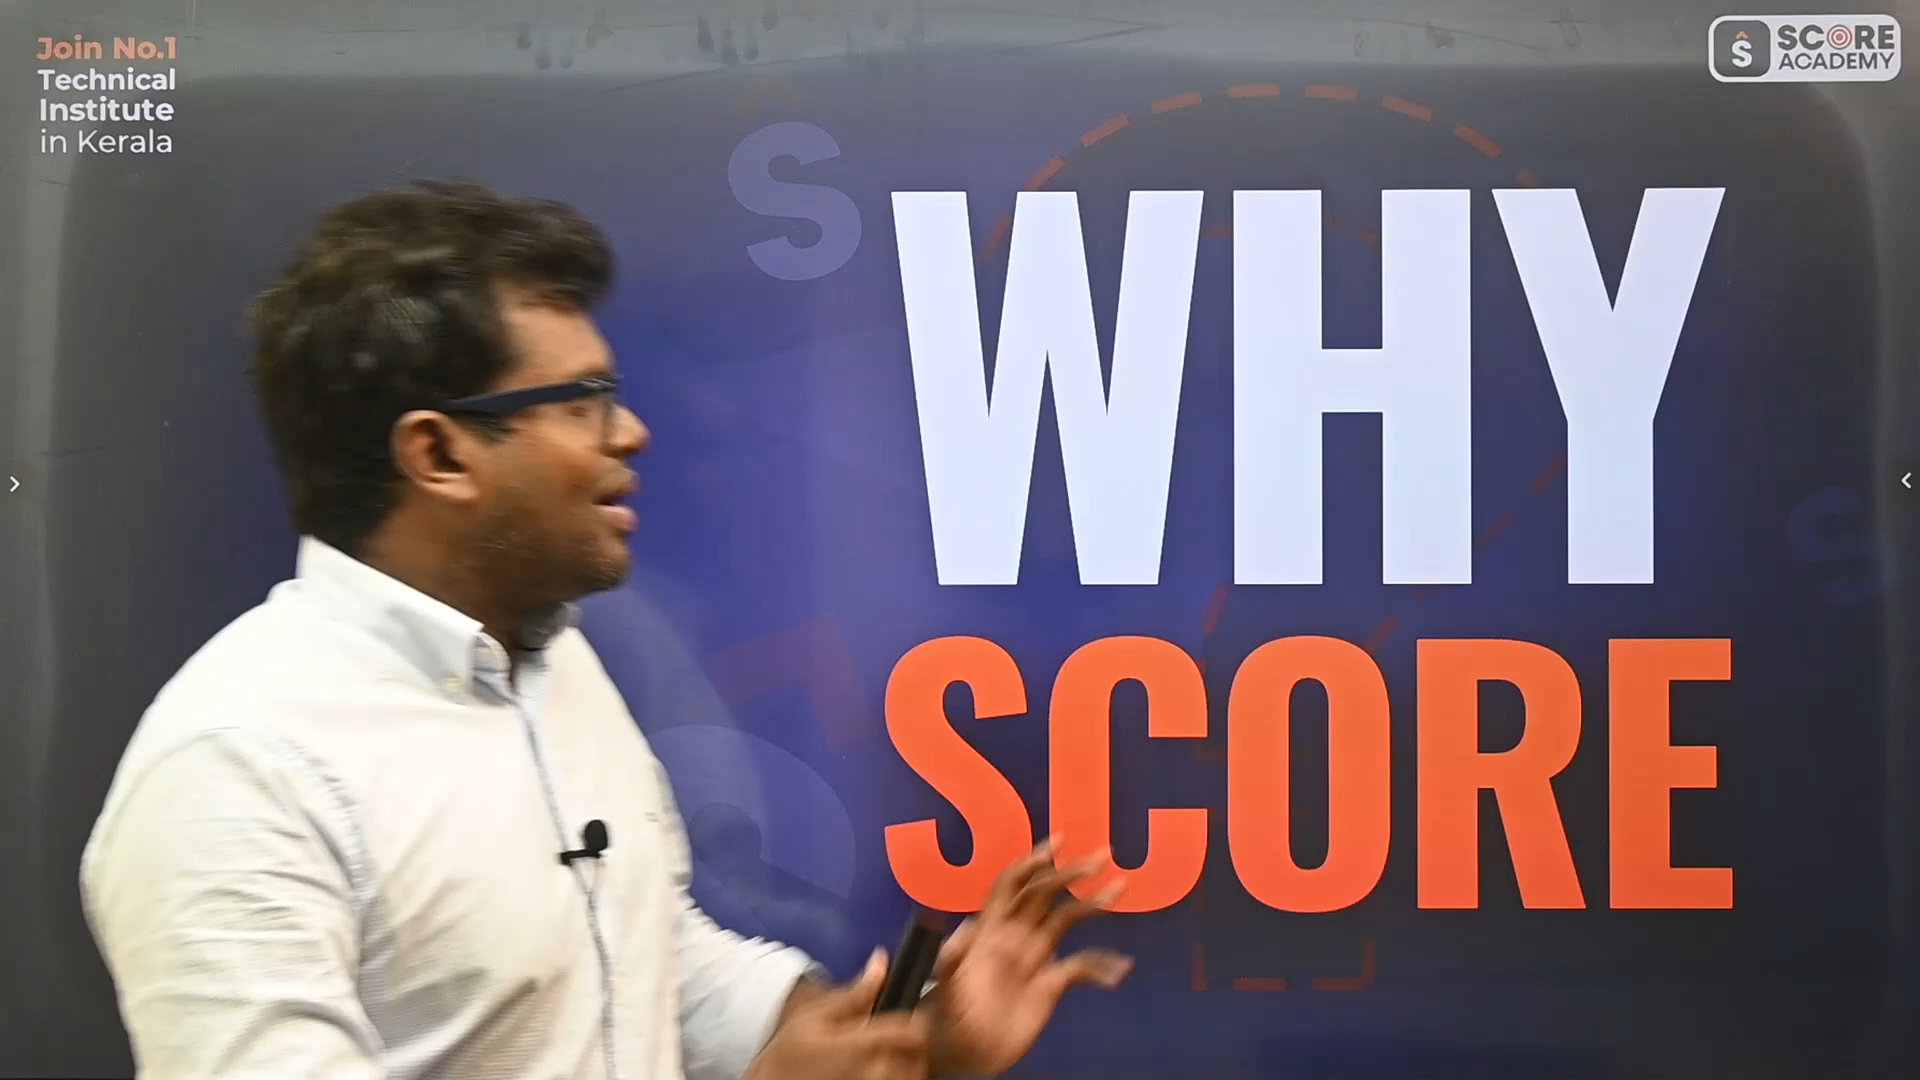 Join No.1
Technical
Institute
in Kerala
ŝ SCORE
ACADEMY
S
WHY
SCORE
S